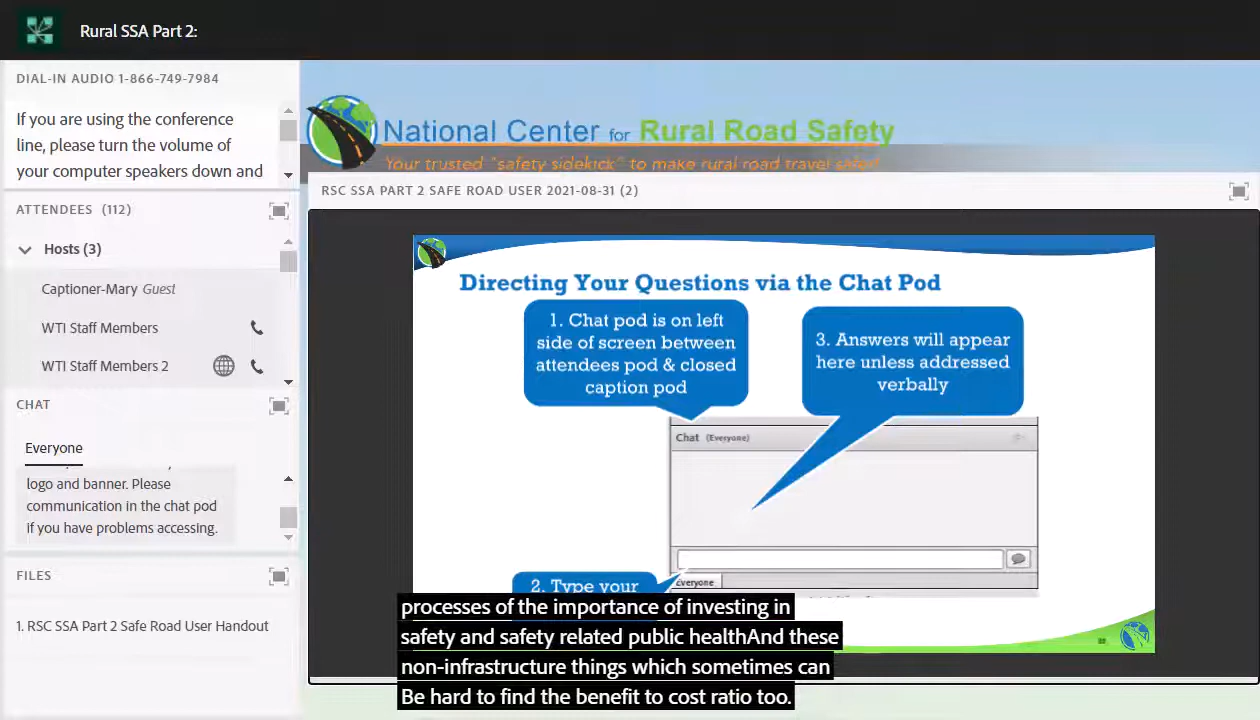 Rural SSA Part 2:
DIAL-IN AUDIO 1-866-749-7984
If you are using the conference
line, please turn the volume of
your computer speakers down and
ATTENDEES (112)
Hosts (3)
Captioner-Mary Guest
WTI Staff Members
WTI Staff Members 2
CHAT
Everyone
logo and banner. Please
communication in the chat pod
if you have problems accessing.
FILES
1. RSC SSA Part 2 Safe Road User Handout
National Center for Rural Road Safety
Your trusted "safety sidekick" to make rural road travel safer!
RSC SSA PART 2 SAFE ROAD USER 2021-08-31 (2)
Directing Your Questions via the Chat Pod
1. Chat pod is on left
side of screen between
attendees pod & closed
caption pod
3. Answers will appear
here unless addressed
verbally
Chat (Everyone)
2. Type your
Everyone
processes of the importance of investing in
safety and safety related public healthAnd these
non-infrastructure things which sometimes can
Be hard to find the benefit to cost ratio too.